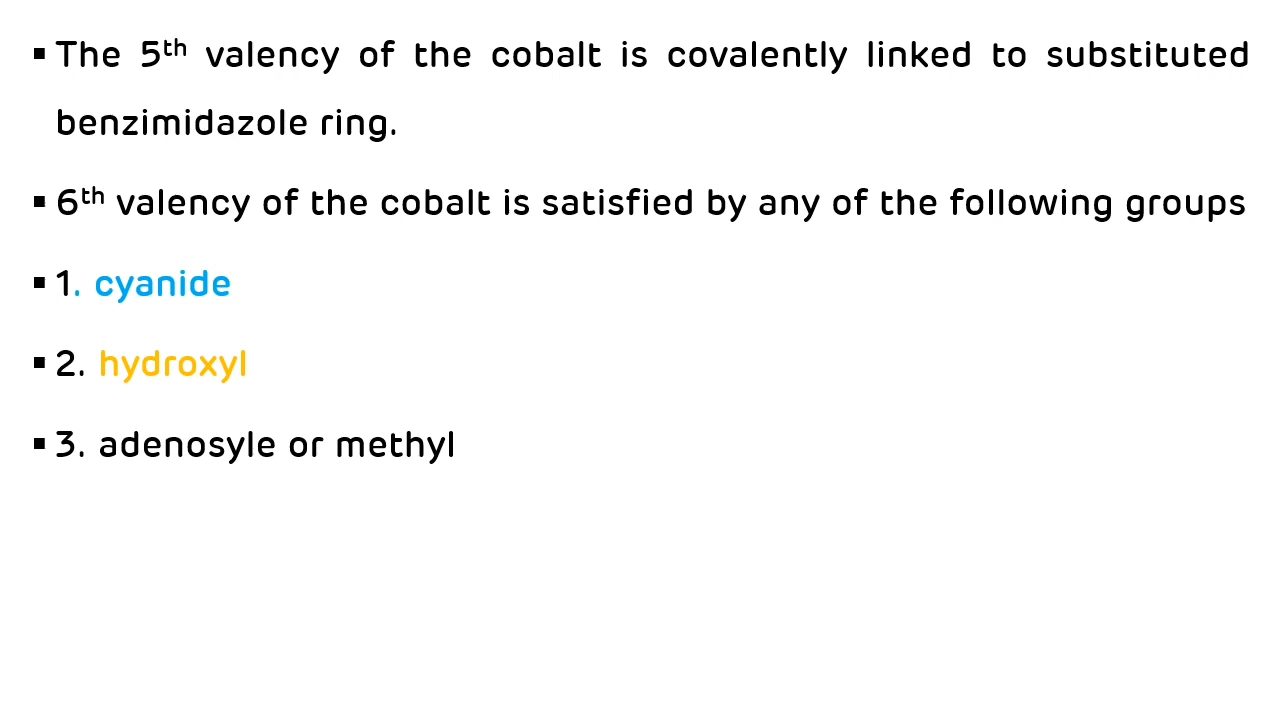 ▪ The 5th valency of the cobalt is covalently linked to substituted
benzimidazole ring.
▪ 6th valency of the cobalt is satisfied by any of the following groups
▪ 1. cyanide
▪ 2. hydroxyl
▪ 3. adenosyle or methyl